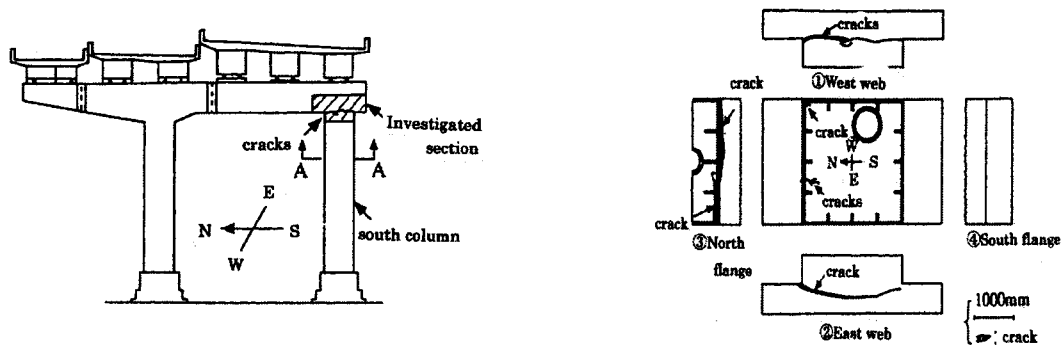 cracks
Investigated
section
A
A
E
N
S
W
south column
cracks
①West web
crack
crack
③North
flange
crack
W
N
S
E
cracks
④South flange
crack
②East web
1000mm
: crack